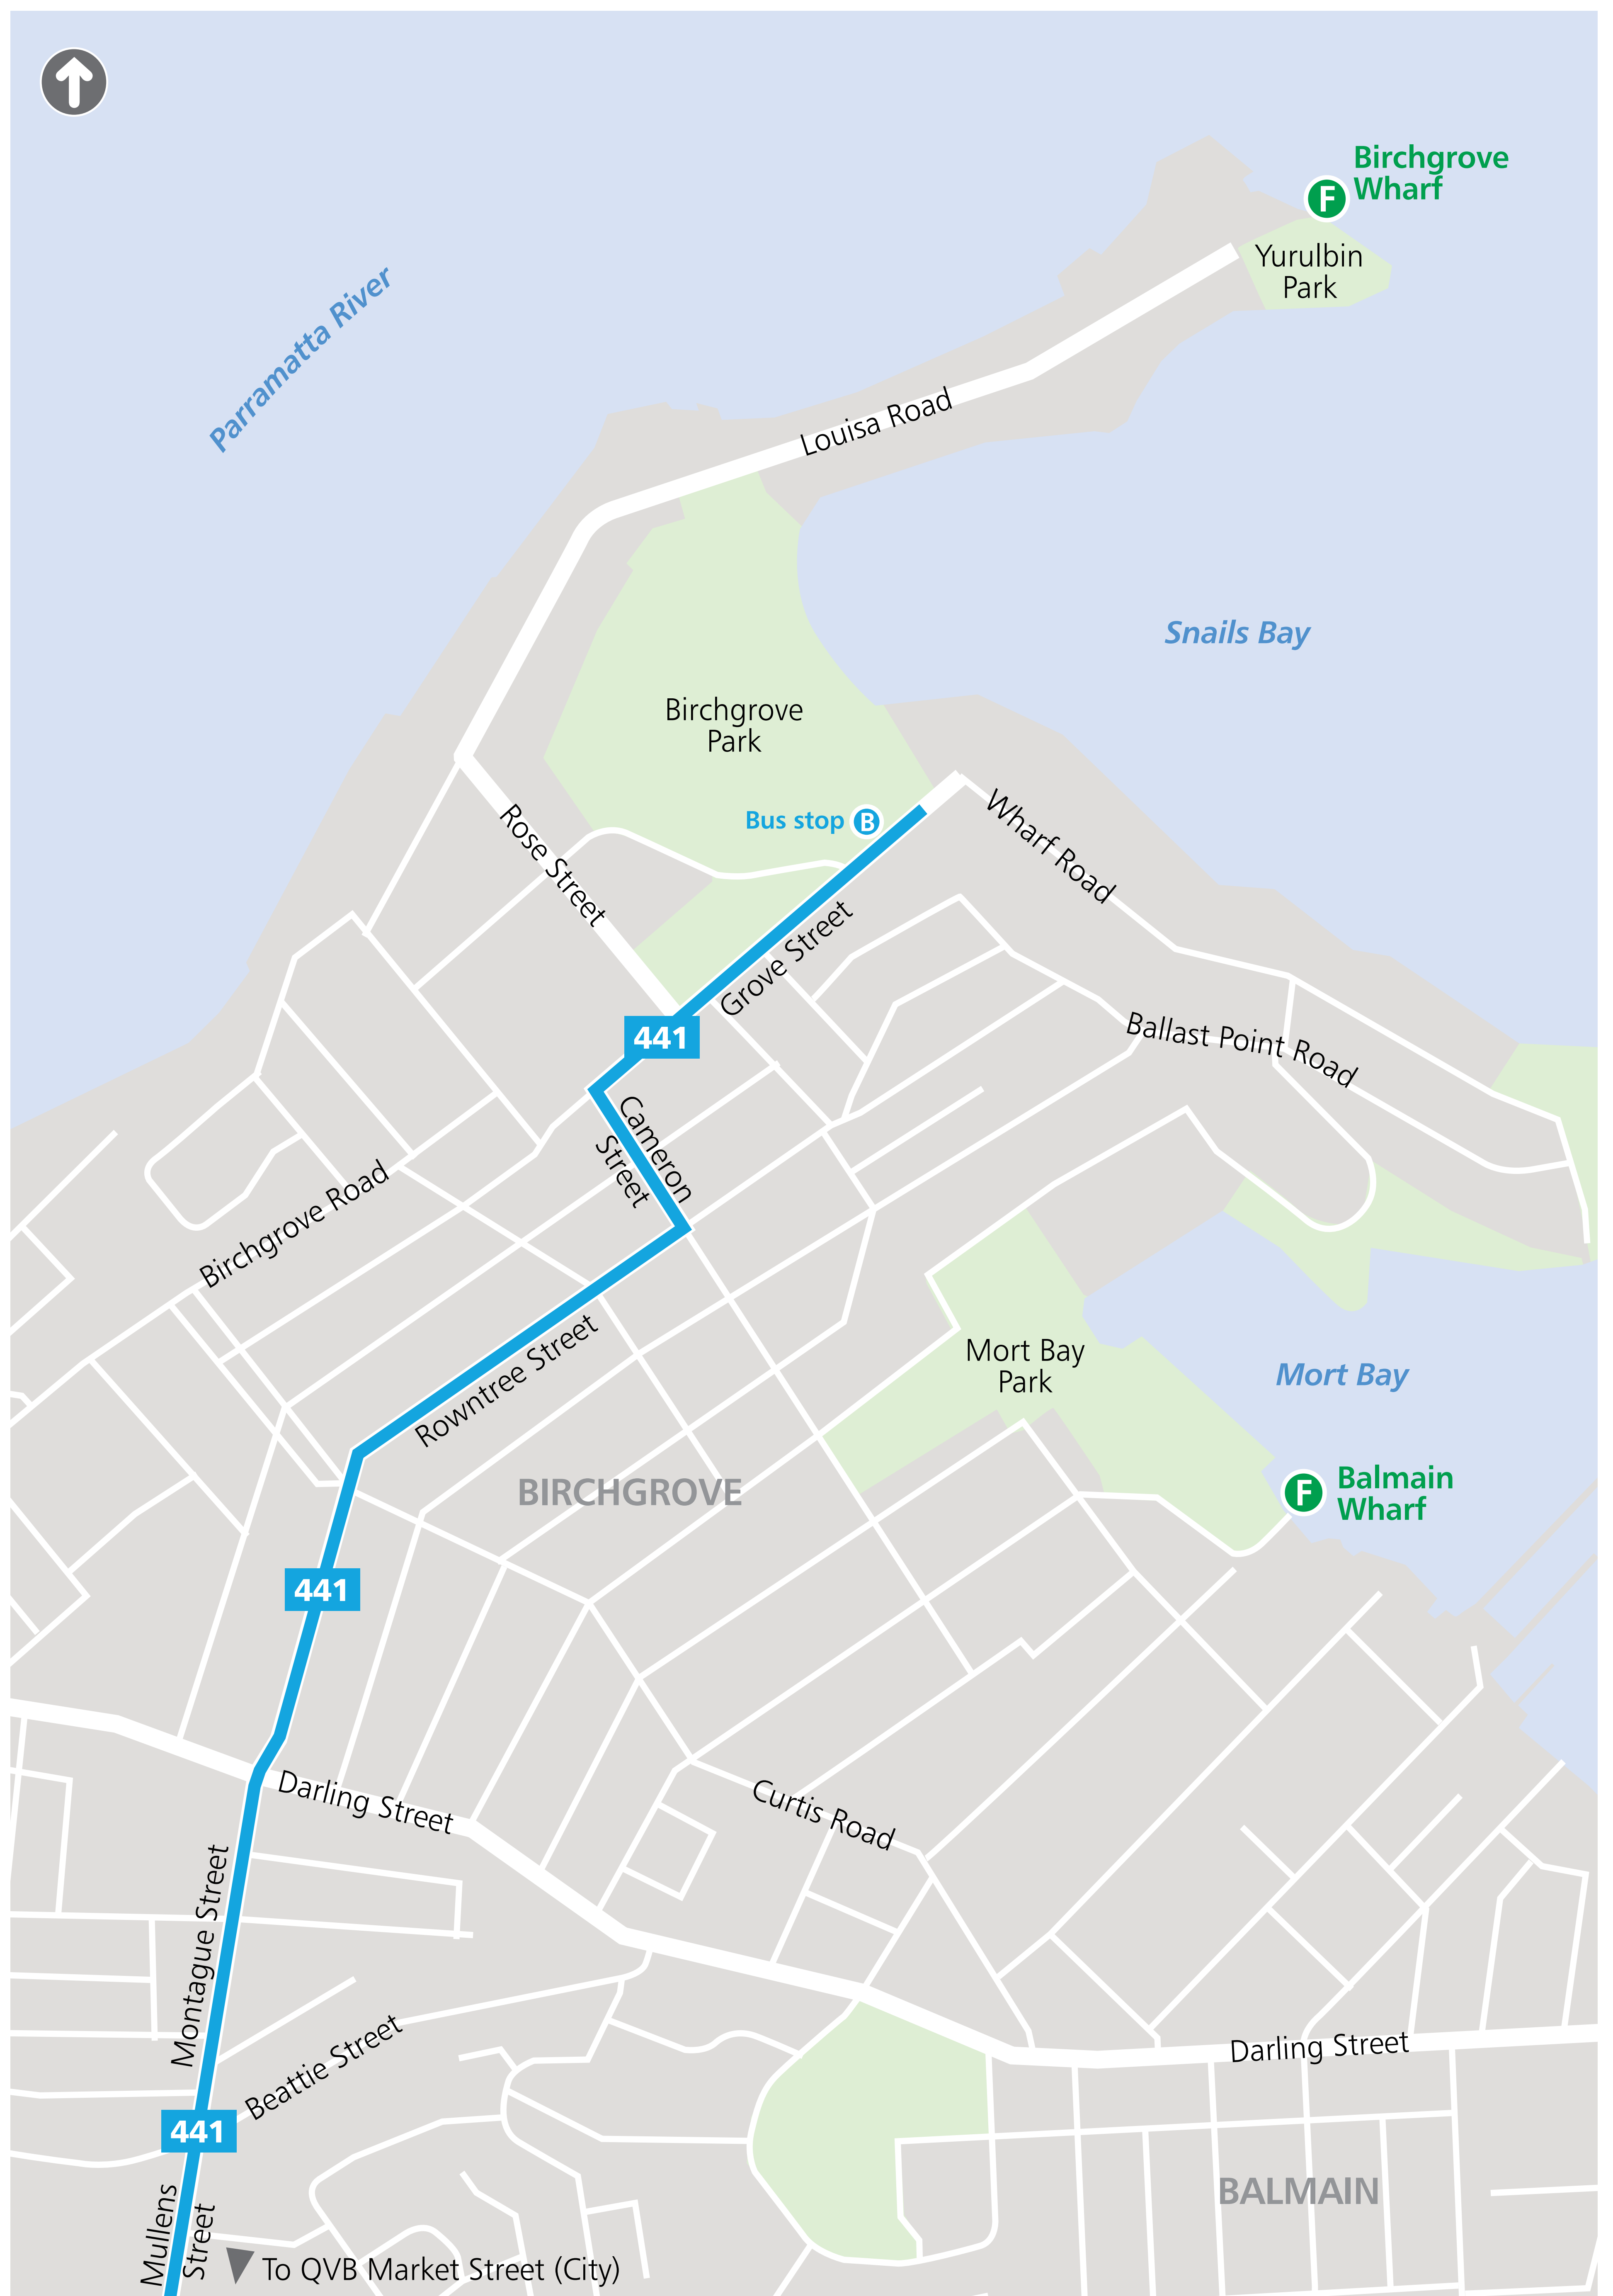 Birchgrove
Wharf
F
Yurulbin
Park
Parramatta River
Louisa Road
Snails Bay
Birchgrove
Park
Bus stop B
Wharf Road
Rose Street
Grove Street
441
Ballast Point Road
Cameron
Street
Birchgrove Road
Rowntree Street
Mort Bay
Park
Mort Bay
BIRCHGROVE
F
Balmain
Wharf
441
Darling Street
Curtis Road
Montague Street
Beattie Street
Darling Street
441
BALMAIN
Mullens
Street
To QVB Market Street (City)